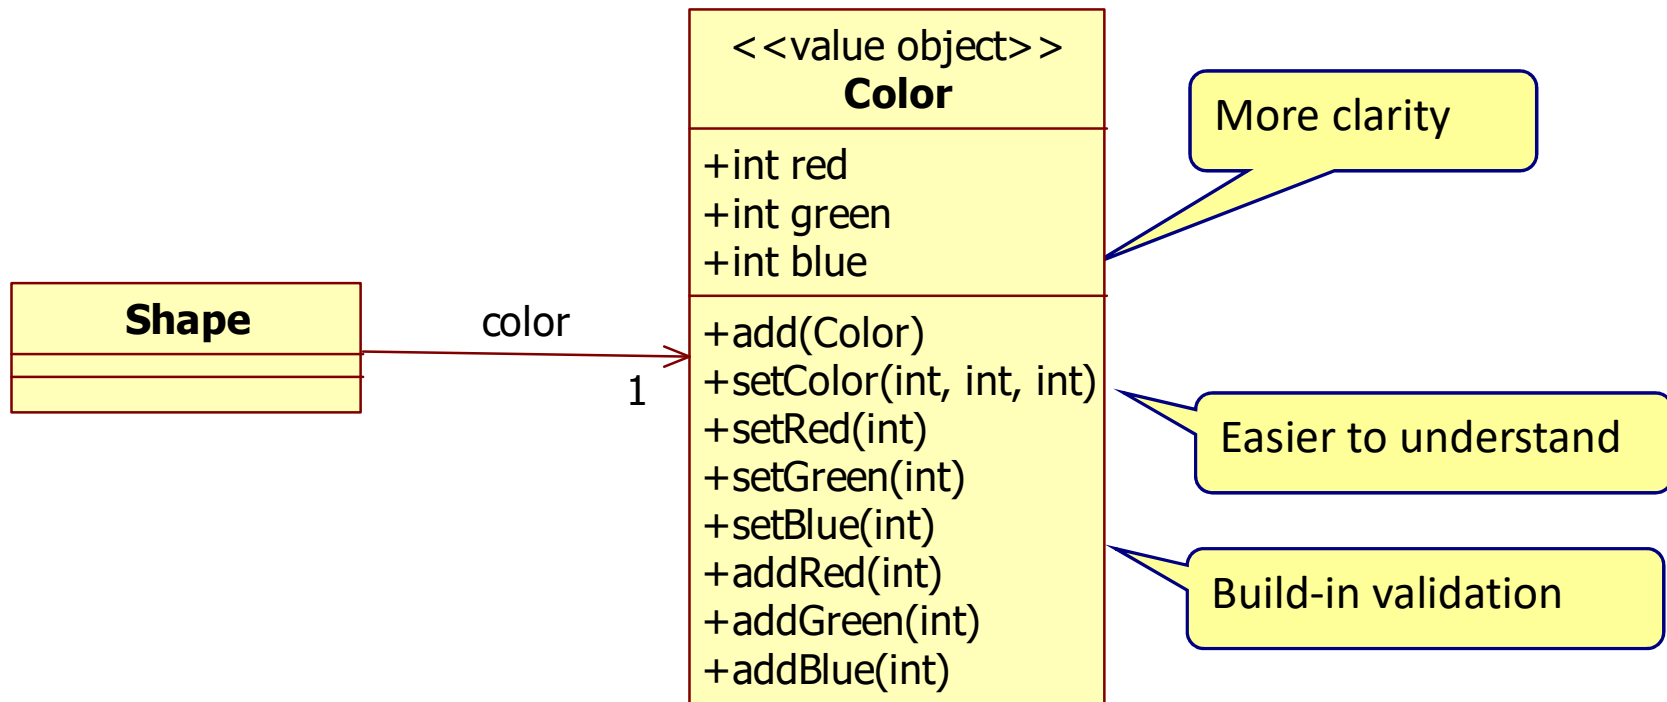 <<value object>>
Color
+int red
+int green
+int blue
+add(Color)
+setColor(int, int, int)
+setRed(int)
+setGreen(int)
+setBlue(int)
+addRed(int)
+addGreen(int)
+addBlue(int)
Shape
color
1
More clarity
Easier to understand
Build-in validation